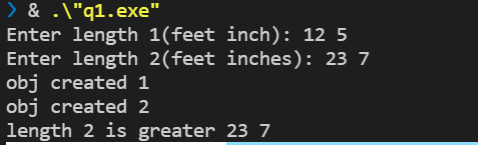 ❯ & .\"q1.exe"
Enter length 1(feet inch): 12 5
Enter length 2(feet inches): 23 7
obj created 1
obj created 2
length 2 is greater 23 7